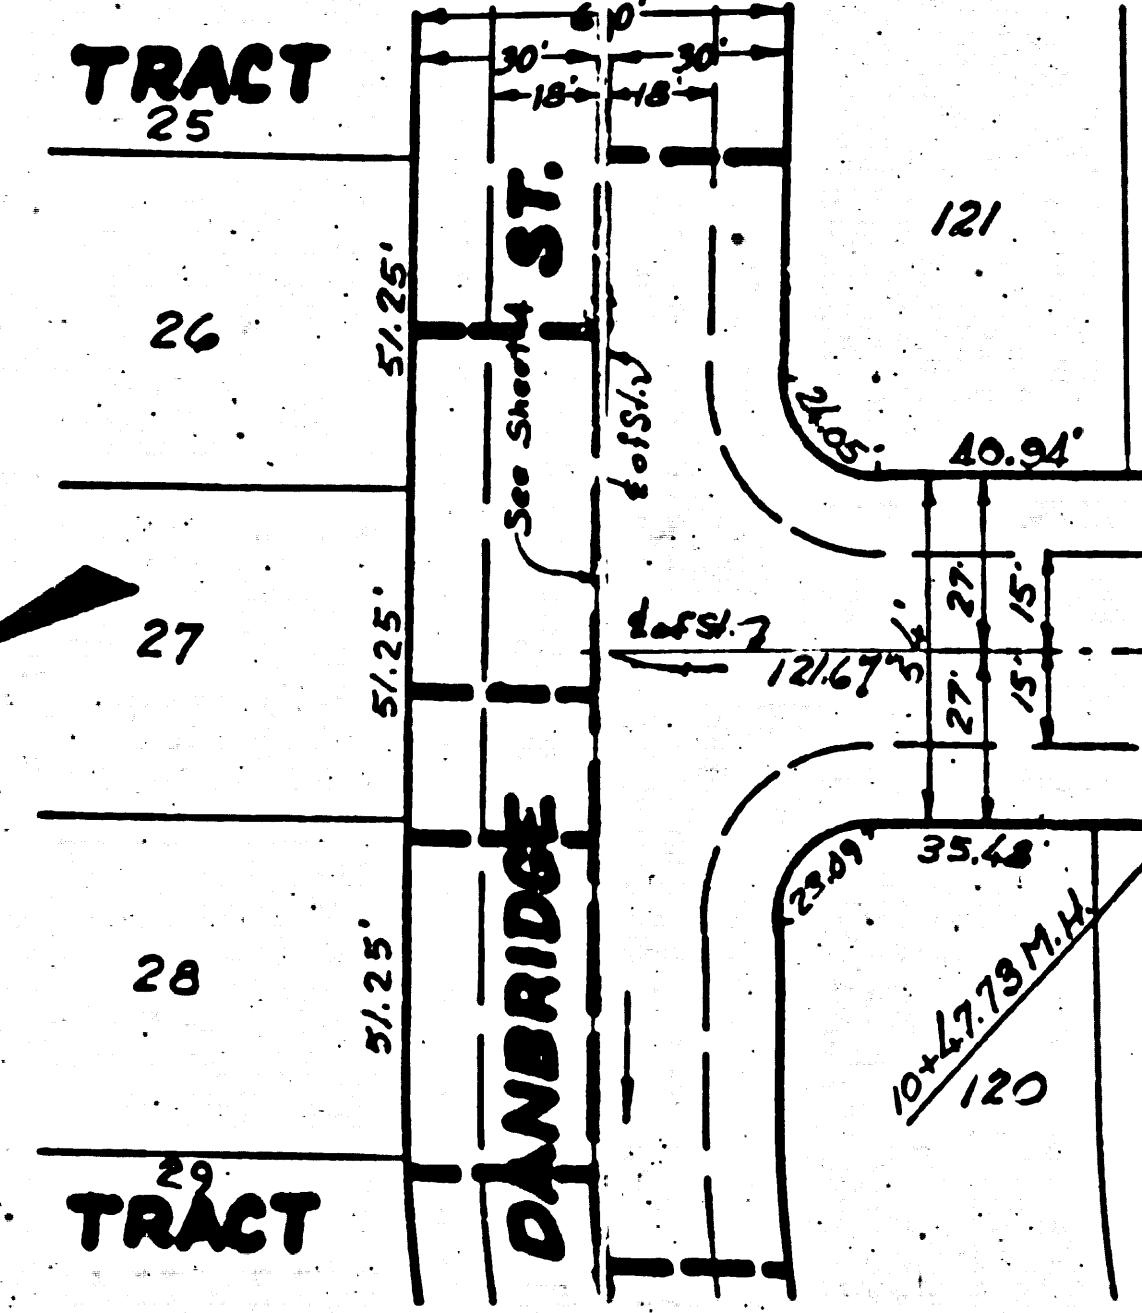 60'
30' 30'
18' 18'
TRACT
25
ST.
121
26
51.25'
See Sheet 4
℄ of St.
40.94'
27
51.25'
27'
15'
℄ of St.
121.67'
54'
27'
15'
DANBRIDGE
35.48'
23.09'
28
51.25'
10+47.73 M.H.
120
29
TRACT